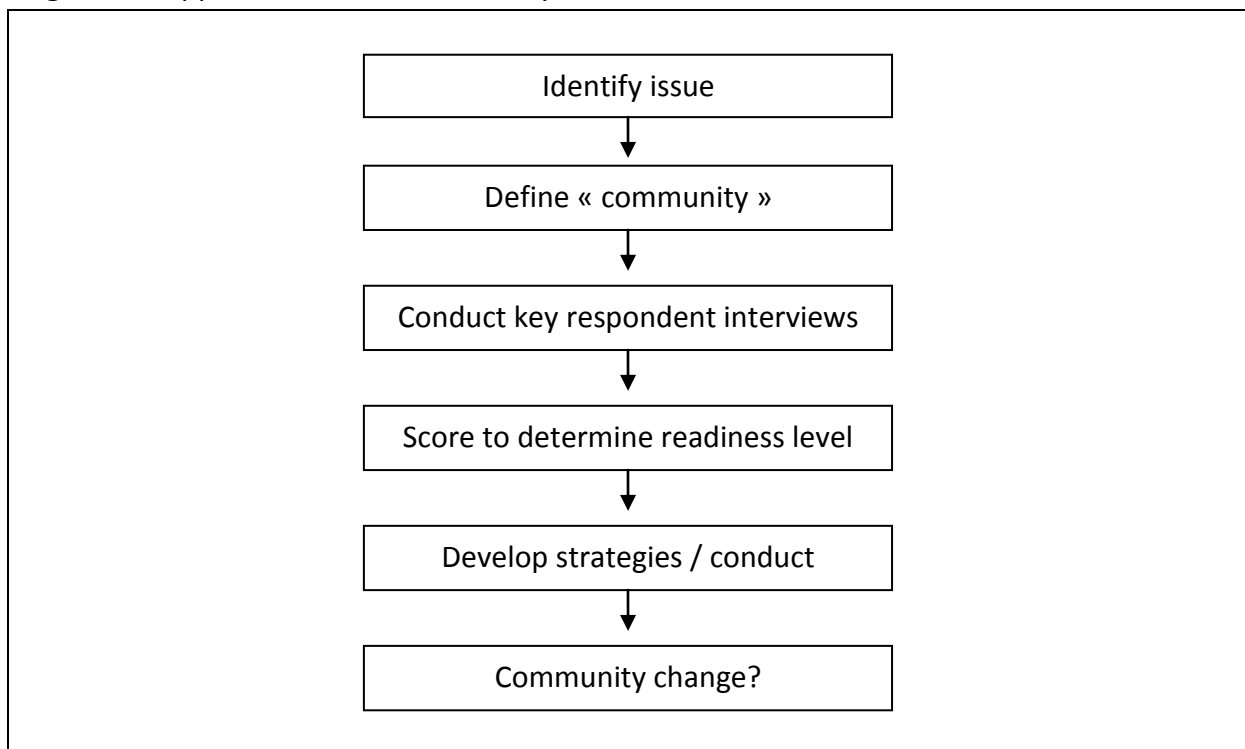 Identify issue
Define « community »
Conduct key respondent interviews
Score to determine readiness level
Develop strategies / conduct
Community change?